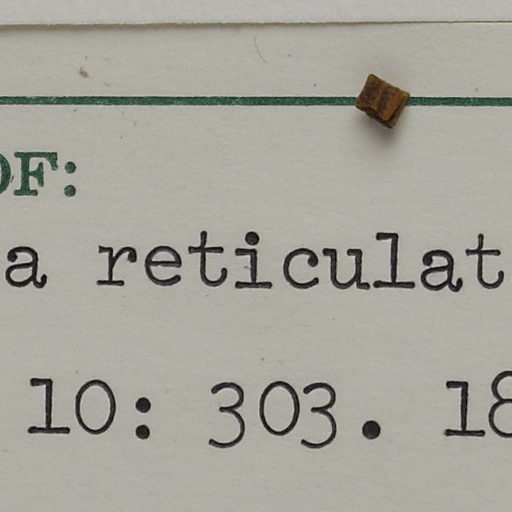 OF:
a reticulat
10: 303. 18